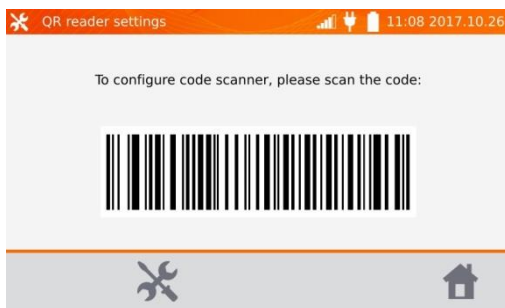 QR reader settings
11:08 2017.10.26
To configure code scanner, please scan the code: